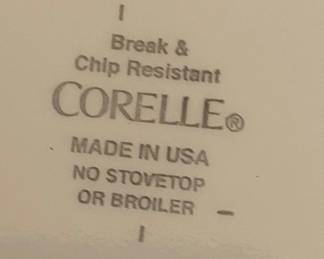 Break &
Chip Resistant
CORELLE®
MADE IN USA
NO STOVETOP
OR BROILER